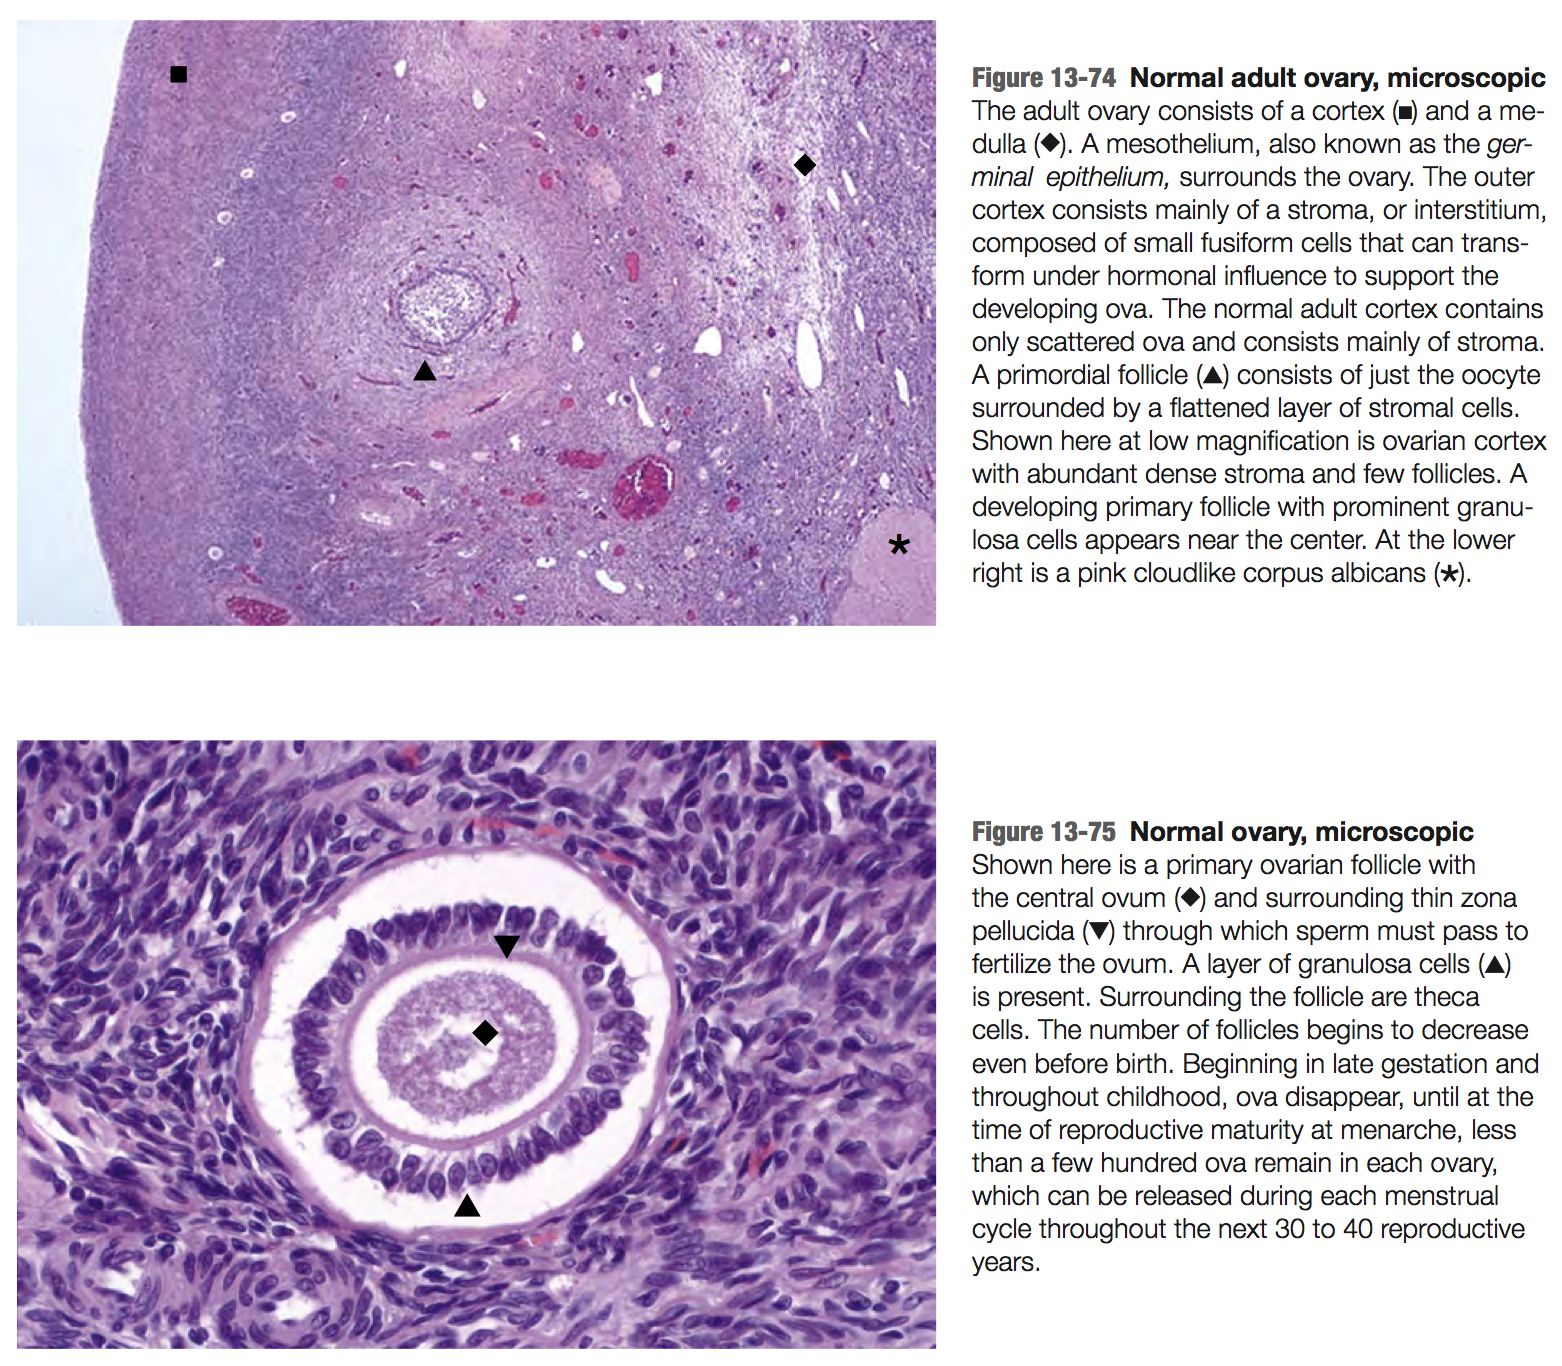 Figure 13-74 Normal adult ovary, microscopic
The adult ovary consists of a cortex (■) and a me-
dulla (◆). A mesothelium, also known as the ger-
minal epithelium, surrounds the ovary. The outer
cortex consists mainly of a stroma, or interstitium,
composed of small fusiform cells that can trans-
form under hormonal influence to support the
developing ova. The normal adult cortex contains
only scattered ova and consists mainly of stroma.
A primordial follicle (▲) consists of just the oocyte
surrounded by a flattened layer of stromal cells.
Shown here at low magnification is ovarian cortex
with abundant dense stroma and few follicles. A
developing primary follicle with prominent granu-
losa cells appears near the center. At the lower
right is a pink cloudlike corpus albicans (*).
Figure 13-75 Normal ovary, microscopic
Shown here is a primary ovarian follicle with
the central ovum (◆) and surrounding thin zona
pellucida (▼) through which sperm must pass to
fertilize the ovum. A layer of granulosa cells (▲)
is present. Surrounding the follicle are theca
cells. The number of follicles begins to decrease
even before birth. Beginning in late gestation and
throughout childhood, ova disappear, until at the
time of reproductive maturity at menarche, less
than a few hundred ova remain in each ovary,
which can be released during each menstrual
cycle throughout the next 30 to 40 reproductive
years.